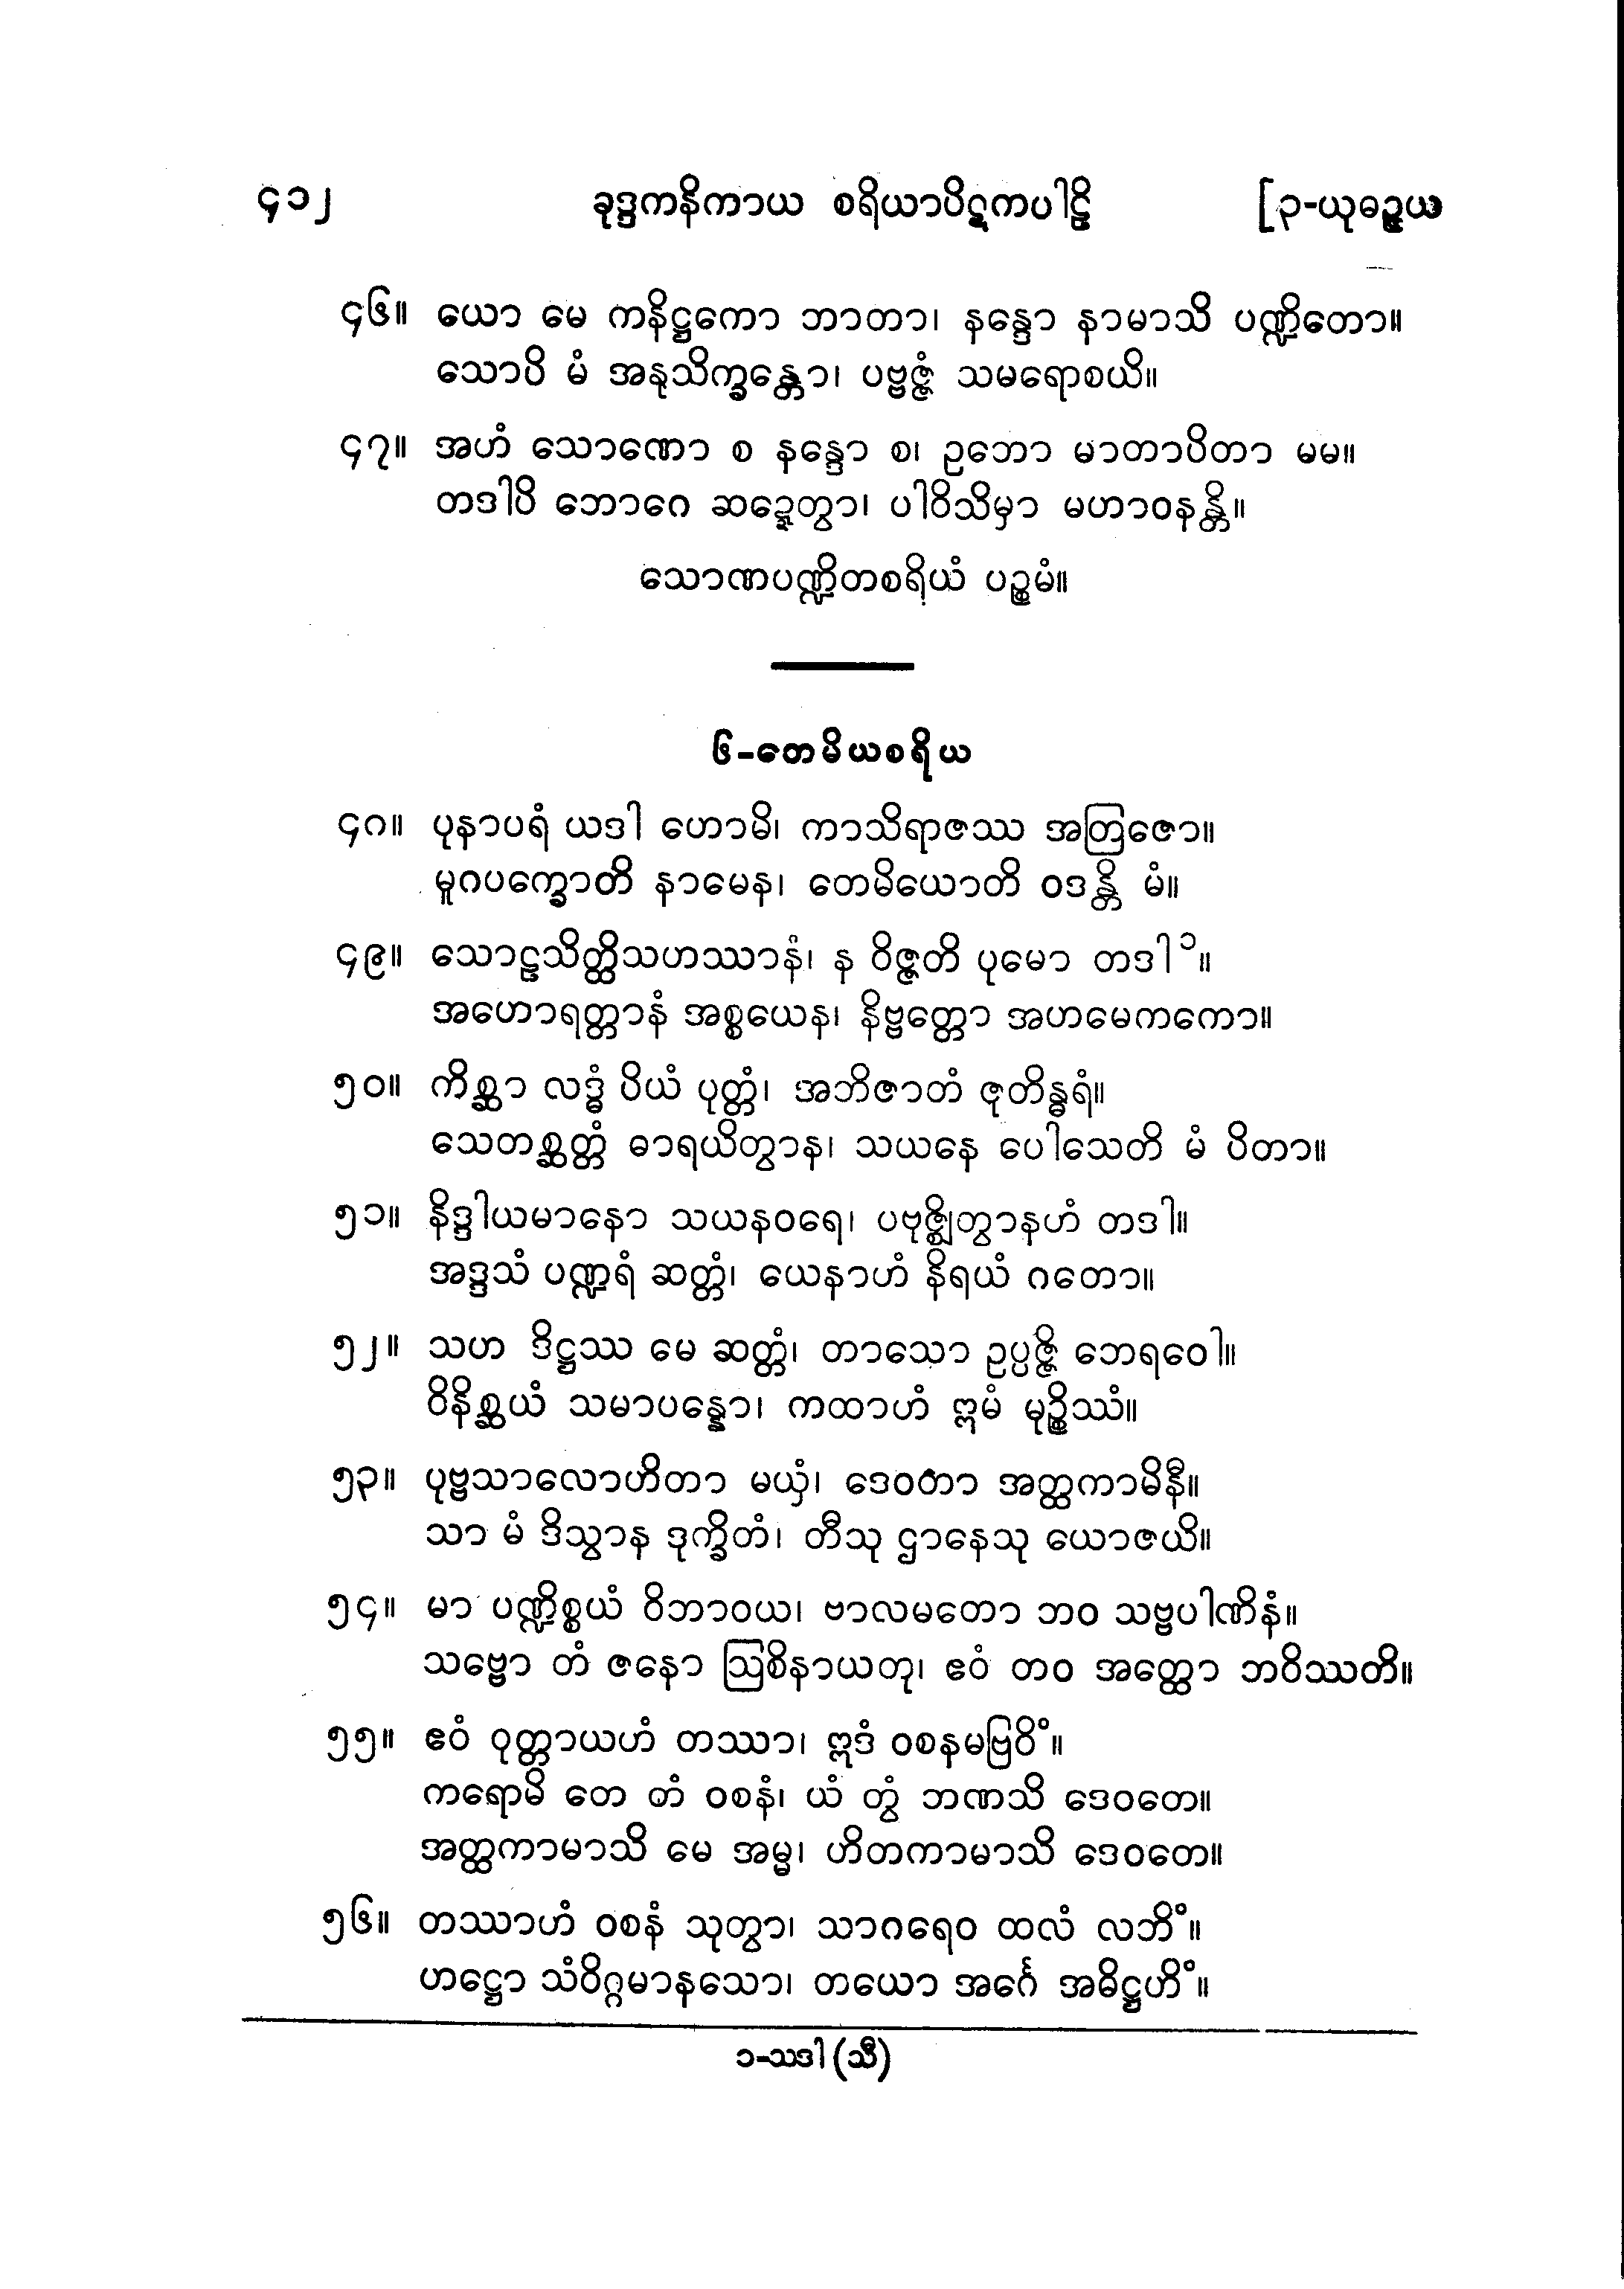 ၄၁၂ ခုဒ္ဒကနိကာယ စရိယာပိဋကပါဠိ [၃-ယုဓဉ္ဇယ
၄၆။ ယော မေ ကနိဋ္ဌကော ဘာတာ၊ နန္ဒော နာမာသိ ပဏ္ဍိတော။
သောပိ မံ အနုသိက္ခန္တော၊ ပဗ္ဗဇ္ဇံ သမရောစယိ။
၄၇။ အဟံ သောဏော စ နန္ဒော စ၊ ဥဘော မာတာပိတာ မမ။
တဒါပိ ဘောဂေ ဆဍ္ဍေတွာ၊ ပါဝိသိမှာ မဟာဝနန္တိ။
သောဏပဏ္ဍိတစရိယံ ပဉ္စမံ။
၆-တေမိယစရိယ
၄၈။ ပုနာပရံ ယဒါ ဟောမိ၊ ကာသိရာဇဿ အတြဇော။
မူဂပက္ခောတိ နာမေန၊ တေမိယောတိ ဝဒန္တိ မံ။
၄၉။ သောဠသိတ္ထိသဟဿာနံ၊ န ဝိဇ္ဇတိ ပုမော တဒါ ၁။
အဟောရတ္တာနံ အစ္စယေန၊ နိဗ္ဗတ္တော အဟမေကကော။
၅၀။ ကိစ္ဆာ လဒ္ဓံ ပိယံ ပုတ္တံ၊ အဘိဇာတံ ဇုတိန္ဓရံ။
သေတစ္ဆတ္တံ ဓာရယိတွာန၊ သယနေ ပေါသေတိ မံ ပိတာ။
၅၁။ နိဒ္ဒါယမာနော သယနဝရေ၊ ပဗုဇ္ဈိတွာနဟံ တဒါ။
အဒ္ဒသံ ပဏ္ဍရံ ဆတ္တံ၊ ယေနာဟံ နိရယံ ဂတော။
၅၂။ သဟ ဒိဋ္ဌဿ မေ ဆတ္တံ၊ တာသော ဥပ္ပဇ္ဇိ ဘေရဝေါ။
ဝိနိစ္ဆယံ သမာပန္နော၊ ကထာဟံ ဣမံ မုဉ္စိဿံ။
၅၃။ ပုဗ္ဗသာလောဟိတာ မယှံ၊ ဒေဝတာ အတ္ထကာမိနီ။
သာ မံ ဒိသွာန ဒုက္ခိတံ၊ တီသု ဌာနေသု ယောဇယိ။
၅၄။ မာ ပဏ္ဍိစ္စယံ ဝိဘာဝယ၊ ဗာလမတော ဘဝ သဗ္ဗပါဏိနံ။
သဗ္ဗော တံ ဇနော ဩစိနာယတု၊ ဧဝံ တဝ အတ္ထော ဘဝိဿတိ။
၅၅။ ဧဝံ ဝုတ္တာယဟံ တဿာ၊ ဣဒံ ဝစနမဗြဝိံ။
ကရောမိ တေ တံ ဝစနံ၊ ယံ တွံ ဘဏသိ ဒေဝတေ။
အတ္ထကာမာသိ မေ အမ္မ၊ ဟိတကာမာသိ ဒေဝတေ။
၅၆။ တဿာဟံ ဝစနံ သုတွာ၊ သာဂရေဝ ထလံ လဘိံ။
ဟဋ္ဌော သံဝိဂ္ဂမာနသော၊ တယော အင်္ဂေ အဓိဋ္ဌဟိံ။
၁-သဒါ (သီ)